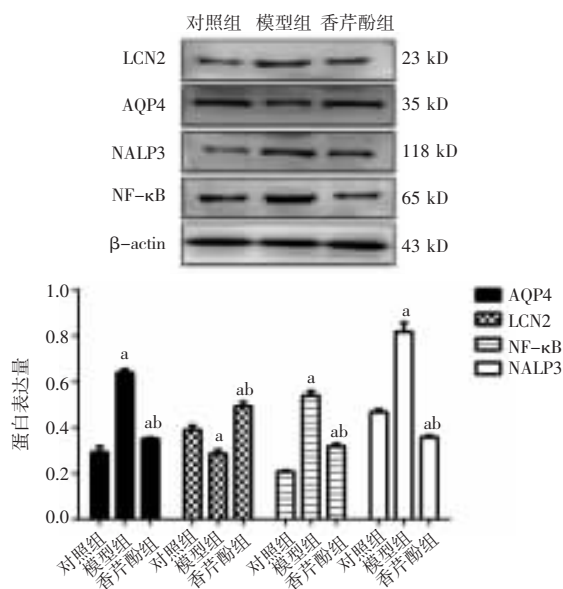 对照组 模型组 香芹酚组
LCN2 23 kD
AQP4 35 kD
NALP3 118 kD
NF-κB 65 kD
β-actin 43 kD
蛋白表达量
1.0
0.8
0.6
0.4
0.2
0.0
a
ab
a
ab
a
ab
a
ab
AQP4
LCN2
NF-κB
NALP3
对照组 模型组 香芹酚组 对照组 模型组 香芹酚组 对照组 模型组 香芹酚组 对照组 模型组 香芹酚组